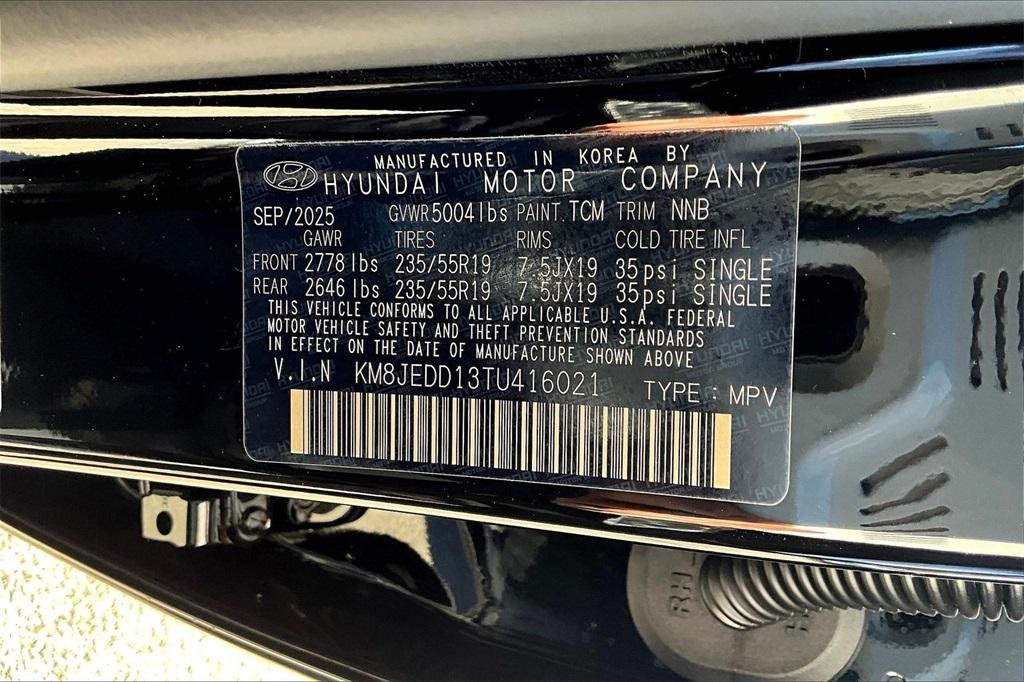 MANUFACTURED IN KOREA BY
HYUNDAI MOTOR COMPANY
SEP/2025 GVWR 5004 lbs PAINT. TCM TRIM NNB
GAWR TIRES RIMS COLD TIRE INFL
FRONT 2778 lbs 235/55R19 7.5JX19 35psi SINGLE
REAR 2646 lbs 235/55R19 7.5JX19 35psi SINGLE
THIS VEHICLE CONFORMS TO ALL APPLICABLE U.S.A. FEDERAL
MOTOR VEHICLE SAFETY AND THEFT PREVENTION STANDARDS
IN EFFECT ON THE DATE OF MANUFACTURE SHOWN ABOVE
V.I.N KM8JEDD13TU416021 TYPE : MPV
RH-